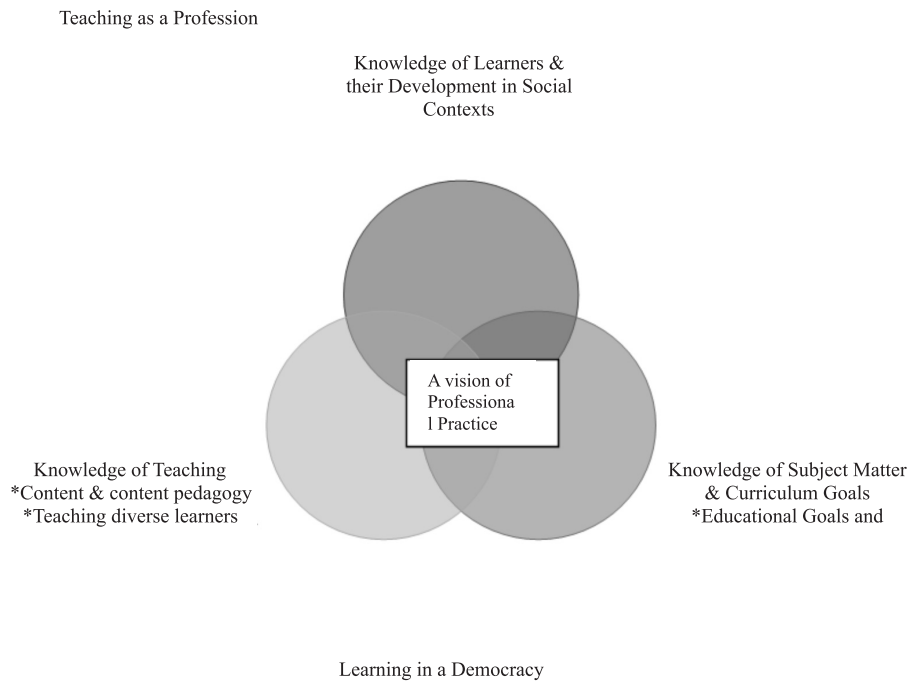 Teaching as a Profession
Knowledge of Learners &
their Development in Social
Contexts
A vision of
Professiona
l Practice
Knowledge of Teaching
*Content & content pedagogy
*Teaching diverse learners
Knowledge of Subject Matter
& Curriculum Goals
*Educational Goals and
Learning in a Democracy